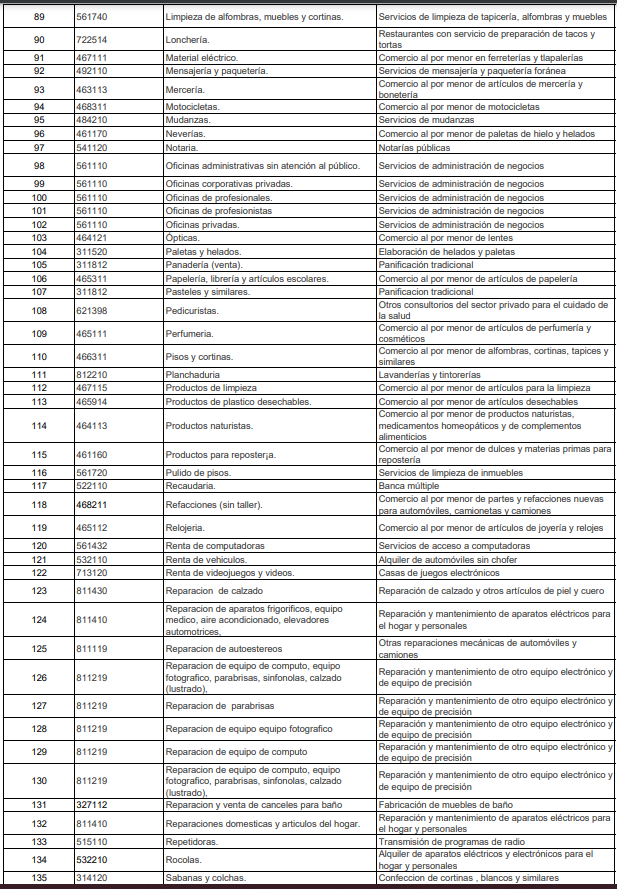 89 561740 Limpieza de alfombras, muebles y cortinas. Servicios de limpieza de tapicería, alfombras y muebles
90 722514 Lonchería. Restaurantes con servicio de preparación de tacos y
tortas
91 467111 Material eléctrico. Comercio al por menor en ferreterías y tlapalerías
92 492110 Mensajería y paquetería. Servicios de mensajería y paquetería foránea
93 463113 Mercería. Comercio al por menor de artículos de mercería y
bonetería
94 468311 Motocicletas. Comercio al por menor de motocicletas
95 484210 Mudanzas. Servicios de mudanzas
96 461170 Neverías. Comercio al por menor de paletas de hielo y helados
97 541120 Notaria. Notarías públicas
98 561110 Oficinas administrativas sin atención al público. Servicios de administración de negocios
99 561110 Oficinas corporativas privadas. Servicios de administración de negocios
100 561110 Oficinas de profesionales. Servicios de administración de negocios
101 561110 Oficinas de profesionistas Servicios de administración de negocios
102 561110 Oficinas privadas. Servicios de administración de negocios
103 464121 Ópticas. Comercio al por menor de lentes
104 311520 Paletas y helados. Elaboración de helados y paletas
105 311812 Panadería (venta). Panificación tradicional
106 465311 Papelería, librería y artículos escolares. Comercio al por menor de artículos de papelería
107 311812 Pasteles y similares. Panificacion tradicional
108 621398 Pedicuristas. Otros consultorios del sector privado para el cuidado de
la salud
109 465111 Perfumeria. Comercio al por menor de artículos de perfumería y
cosméticos
110 466311 Pisos y cortinas. Comercio al por menor de alfombras, cortinas, tapices y
similares
111 812210 Planchaduria Lavanderías y tintorerías
112 467115 Productos de limpieza Comercio al por menor de artículos para la limpieza
113 465914 Productos de plastico desechables. Comercio al por menor de artículos desechables
114 464113 Productos naturistas. Comercio al por menor de productos naturistas,
medicamentos homeopáticos y de complementos
alimenticios
115 461160 Productos para reposter¡a. Comercio al por menor de dulces y materias primas para
repostería
116 561720 Pulido de pisos. Servicios de limpieza de inmuebles
117 522110 Recaudaria. Banca múltiple
118 468211 Refacciones (sin taller). Comercio al por menor de partes y refacciones nuevas
para automóviles, camionetas y camiones
119 465112 Relojeria. Comercio al por menor de artículos de joyería y relojes
120 561432 Renta de computadoras Servicios de acceso a computadoras
121 532110 Renta de vehiculos. Alquiler de automóviles sin chofer
122 713120 Renta de videojuegos y videos. Casas de juegos electrónicos
123 811430 Reparacion de calzado Reparación de calzado y otros artículos de piel y cuero
124 811410 Reparacion de aparatos frigorificos, equipo
medico, aire acondicionado, elevadores
automotrices, Reparación y mantenimiento de aparatos eléctricos para
el hogar y personales
125 811119 Reparacion de autoestereos Otras reparaciones mecánicas de automóviles y
camiones
126 811219 Reparacion de equipo de computo, equipo
fotografico, parabrisas, sinfonolas, calzado
(lustrado), Reparación y mantenimiento de otro equipo electrónico y
de equipo de precisión
127 811219 Reparacion de parabrisas Reparación y mantenimiento de otro equipo electrónico y
de equipo de precisión
128 811219 Reparacion de equipo equipo fotografico Reparación y mantenimiento de otro equipo electrónico y
de equipo de precisión
129 811219 Reparacion de equipo de computo Reparación y mantenimiento de otro equipo electrónico y
de equipo de precisión
130 811219 Reparacion de equipo de computo, equipo
fotografico, parabrisas, sinfonolas, calzado
(lustrado), Reparación y mantenimiento de otro equipo electrónico y
de equipo de precisión
131 327112 Reparacion y venta de canceles para baño Fabricación de muebles de baño
132 811410 Reparaciones domesticas y articulos del hogar. Reparación y mantenimiento de aparatos eléctricos para
el hogar y personales
133 515110 Repetidoras. Transmisión de programas de radio
134 532210 Rocolas. Alquiler de aparatos eléctricos y electrónicos para el
hogar y personales
135 314120 Sabanas y colchas. Confeccion de cortinas , blancos y similares